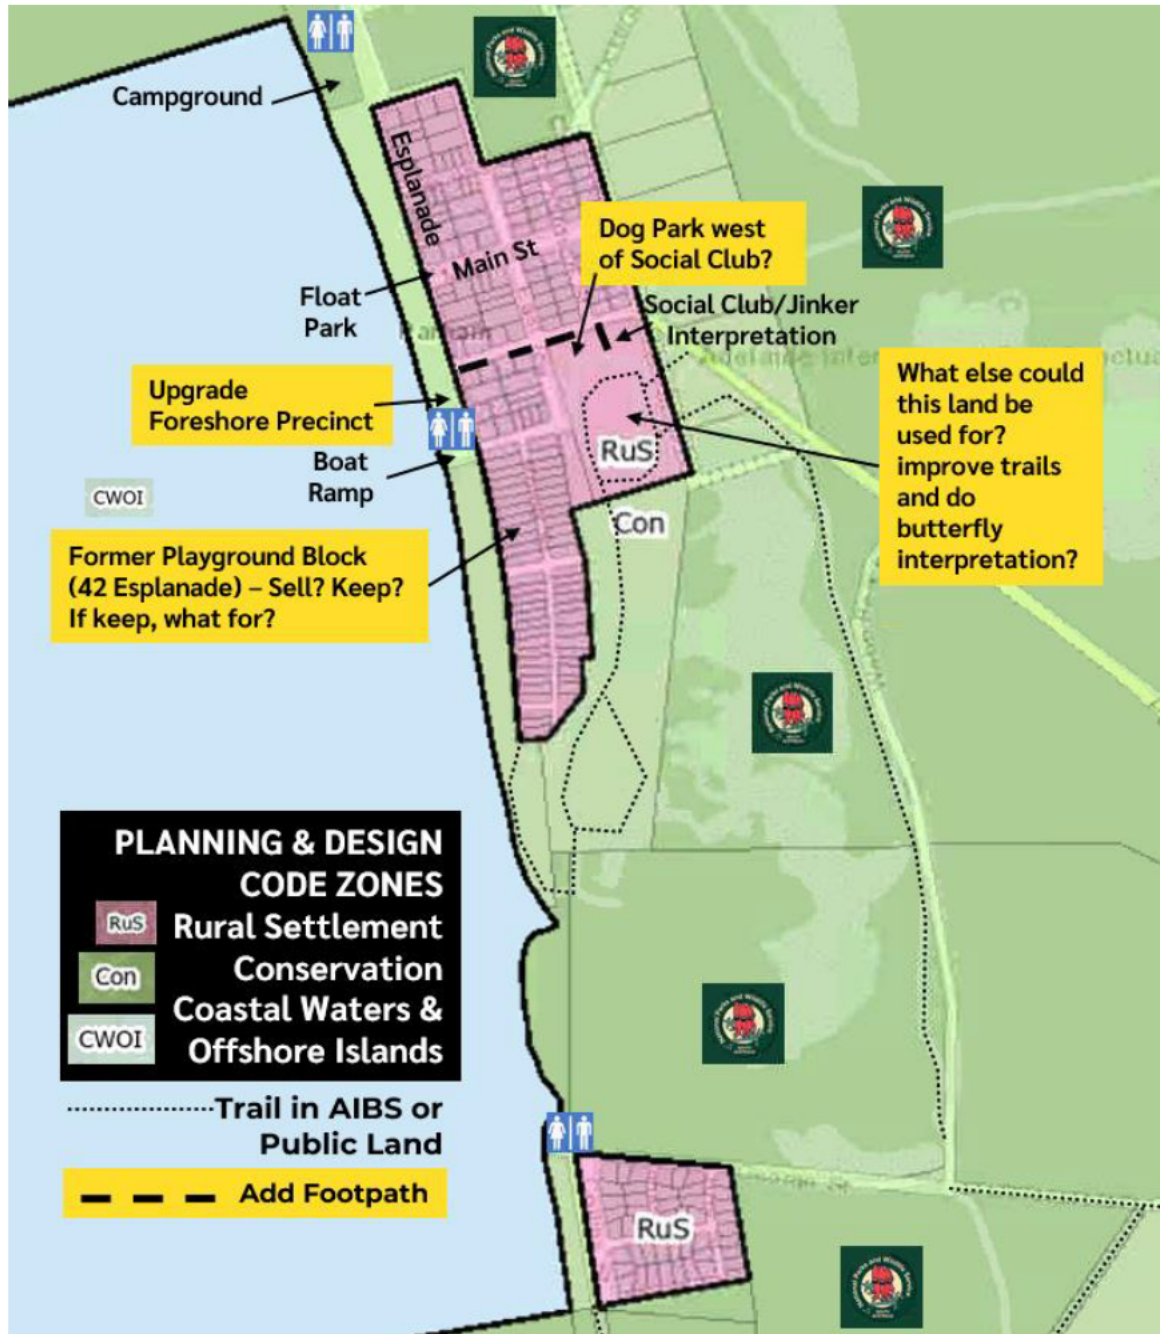 Campground
Esplanade
Main St
Dog Park west
of Social Club?
Float
Park
Social Club/Jinker
Interpretation
Upgrade
Foreshore Precinct
What else could
this land be
used for?
improve trails
and do
butterfly
interpretation?
RuS
Boat
Ramp
CWOI
Con
Former Playground Block
(42 Esplanade) – Sell? Keep?
If keep, what for?
PLANNING & DESIGN
CODE ZONES
RuS Rural Settlement
Con Conservation
CWOI Coastal Waters &
Offshore Islands
Trail in AIBS or
Public Land
Add Footpath
RuS